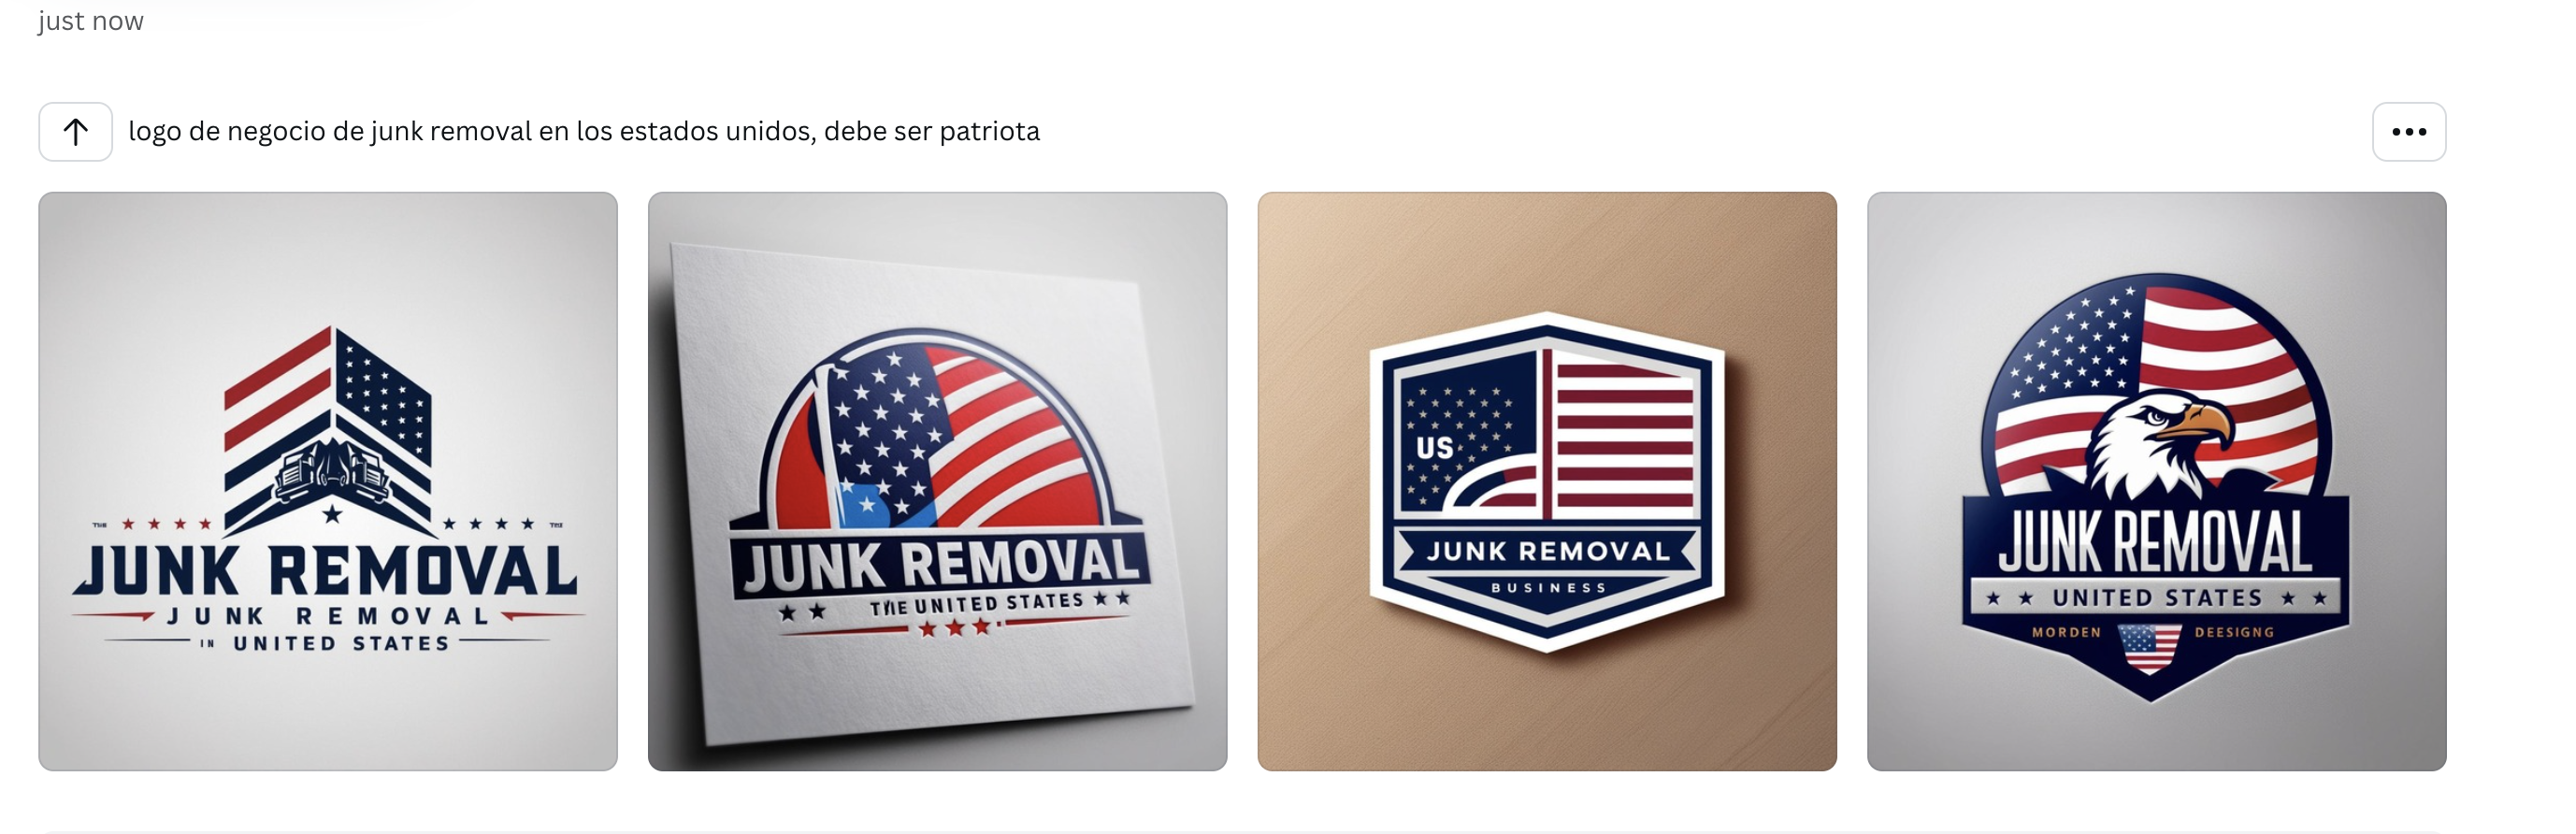 just now
logo de negocio de junk removal en los estados unidos, debe ser patriota
THE
THE
JUNK REMOVAL
JUNK REMOVAL
IN UNITED STATES
JUNK REMOVAL
THE UNITED STATES
US
JUNK REMOVAL
BUSINESS
JUNK REMOVAL
UNITED STATES
MORDEN DEESIGNG